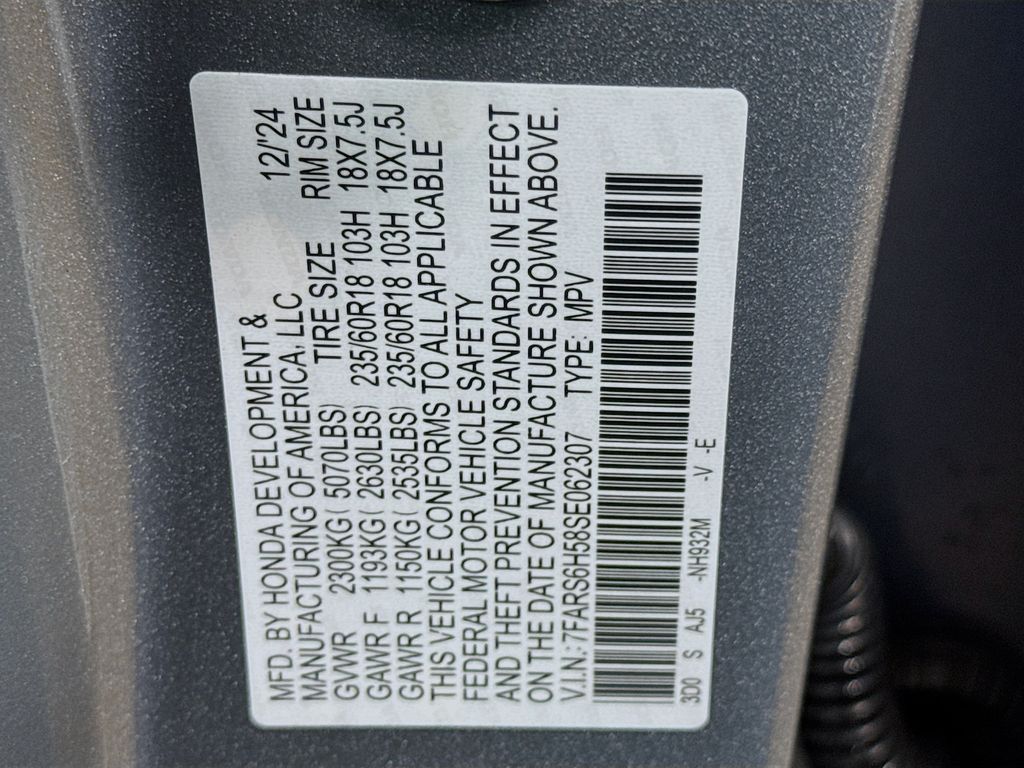 MFD. BY HONDA DEVELOPMENT &
MANUFACTURING OF AMERICA, LLC 12/"24
GVWR 2300KG( 5070LBS) TIRE SIZE RIM SIZE
GAWR F 1193KG( 2630LBS) 235/60R18 103H 18X7.5J
GAWR R 1150KG( 2535LBS) 235/60R18 103H 18X7.5J
THIS VEHICLE CONFORMS TO ALL APPLICABLE
FEDERAL MOTOR VEHICLE SAFETY
AND THEFT PREVENTION STANDARDS IN EFFECT
ON THE DATE OF MANUFACTURE SHOWN ABOVE.
V.I.N.: 7FARS6H58SE062307 TYPE: MPV
3D0 S AJ5 -NH932M -V -E